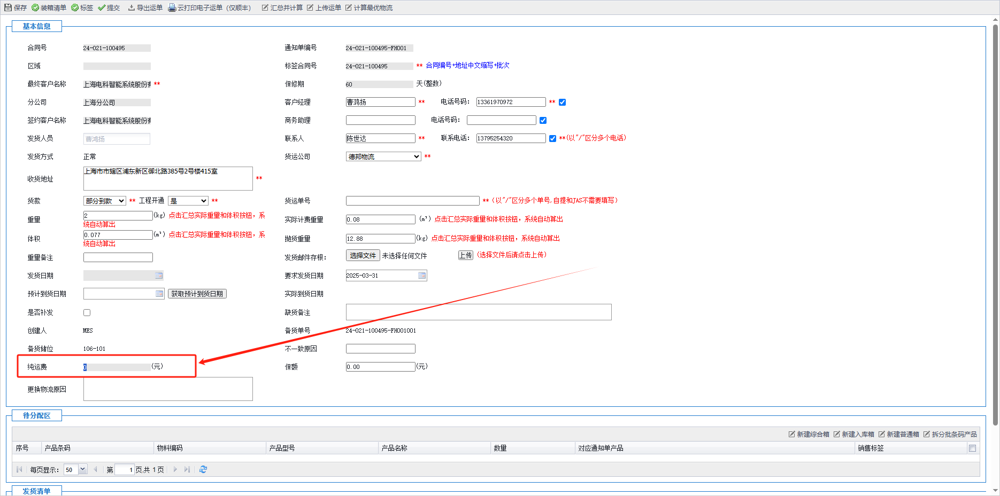 保存 装箱清单 标签 提交 导出运单 云打印电子运单（仅顺丰） 汇总并计算 上传运单 计算最优物流
基本信息
合同号 24-021-100495 通知单编号 24-021-100495-FH001
区域 标签合同号 24-021-100495 ** 合同编号+地址中文缩写+批次
最终客户名称 上海电科智能系统股份有 ** 保修期 60 天(整数)
分公司 上海分公司 客户经理 曹鸿扬 ** 电话号码： 13361970972 **
签约客户名称 上海电科智能系统股份有 商务助理 电话号码：
发货人员 曹鸿扬 联系人 陈世达 ** 联系电话： 13795254320 **(以"/"区分多个电话)
发货方式 正常 货运公司 德邦物流 **
收货地址 上海市市辖区浦东新区御北路385号2号楼415室 **
货款 部分到款 ** 工程开通 是 ** 货运单号 ** (以"/"区分多个单号,自提和JAS不需要填写)
重量 2 (kg) 点击汇总实际重量和体积按钮，系
统自动算出
实际计费重量 0.08 (m³) 点击汇总实际重量和体积按钮，系统自动算出
体积 0.077 (m³) 点击汇总实际重量和体积按钮，系
统自动算出
抛货重量 12.88 (kg) 点击汇总实际重量和体积按钮，系统自动算出
重量备注 发货邮件存根： 选择文件 未选择任何文件 上传 (选择文件后请点击上传)
发货日期 要求发货日期 2025-03-31
预计到货日期 获取预计到货日期 实际到货日期
是否补发 缺货备注
创建人 MES 备货单号 24-021-100495-FH001001
备货储位 106-101 不一致原因
纯运费 0 (元) 保额 0.00 (元)
更换物流原因
待分配区
新建综合箱 新建入库箱 新建普通箱 拆分批条码产品
序号 产品条码 物料编码 产品型号 产品名称 数量 对应通知单产品 销售标签
每页显示： 50 第 1 页,共 1 页
发货清单